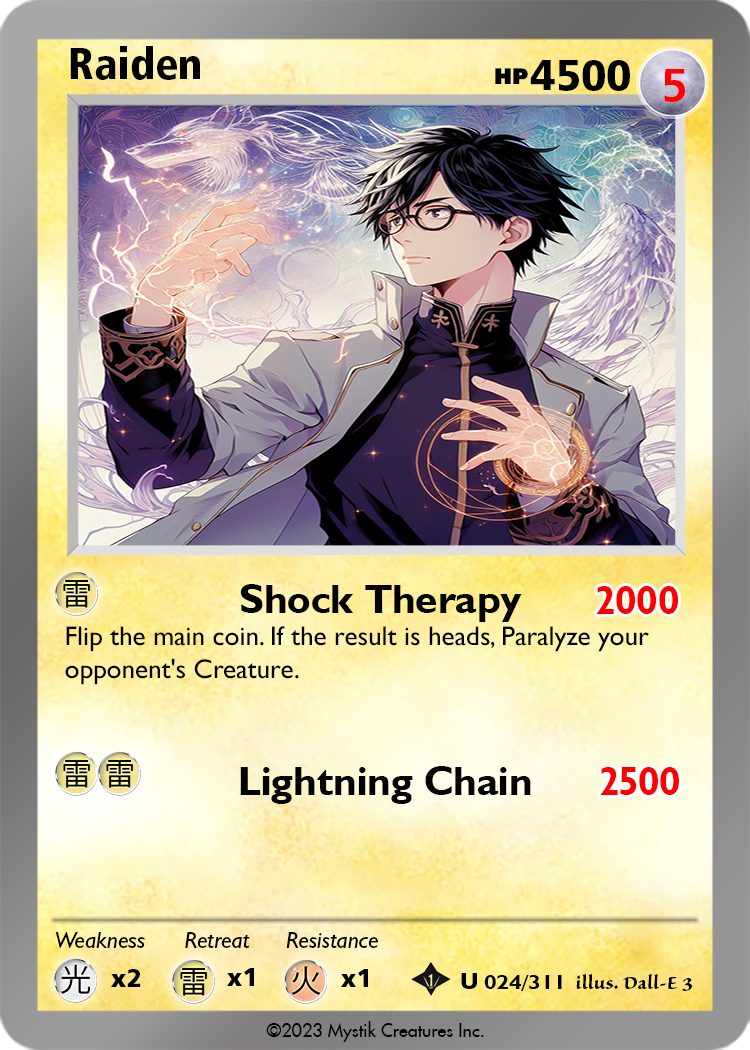 Raiden HP4500 5
雷 Shock Therapy 2000
Flip the main coin. If the result is heads, Paralyze your
opponent's Creature.
雷雷 Lightning Chain 2500
Weakness Retreat Resistance
光 x2 雷 x1 火 x1 1 U 024/311 illus. Dall-E 3
©2023 Mystik Creatures Inc.